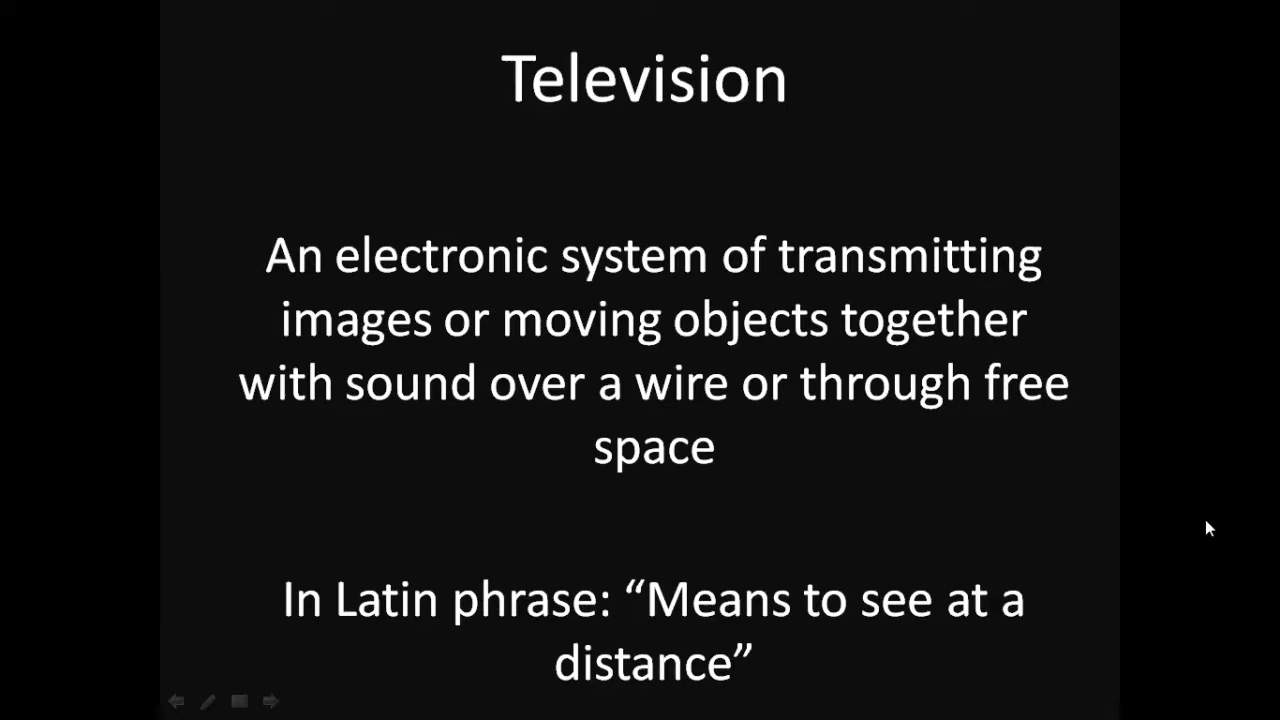 Television
An electronic system of transmitting
images or moving objects together
with sound over a wire or through free
space
In Latin phrase: “Means to see at a
distance”